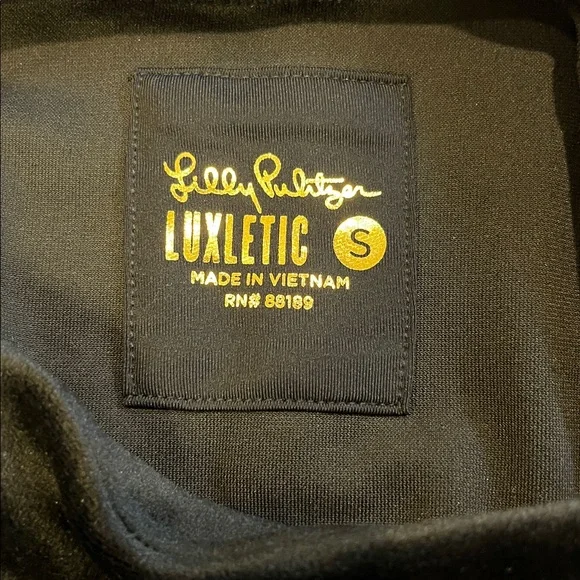 Lilly Pulitzer
LUXLETIC S
MADE IN VIETNAM
RN# 88189